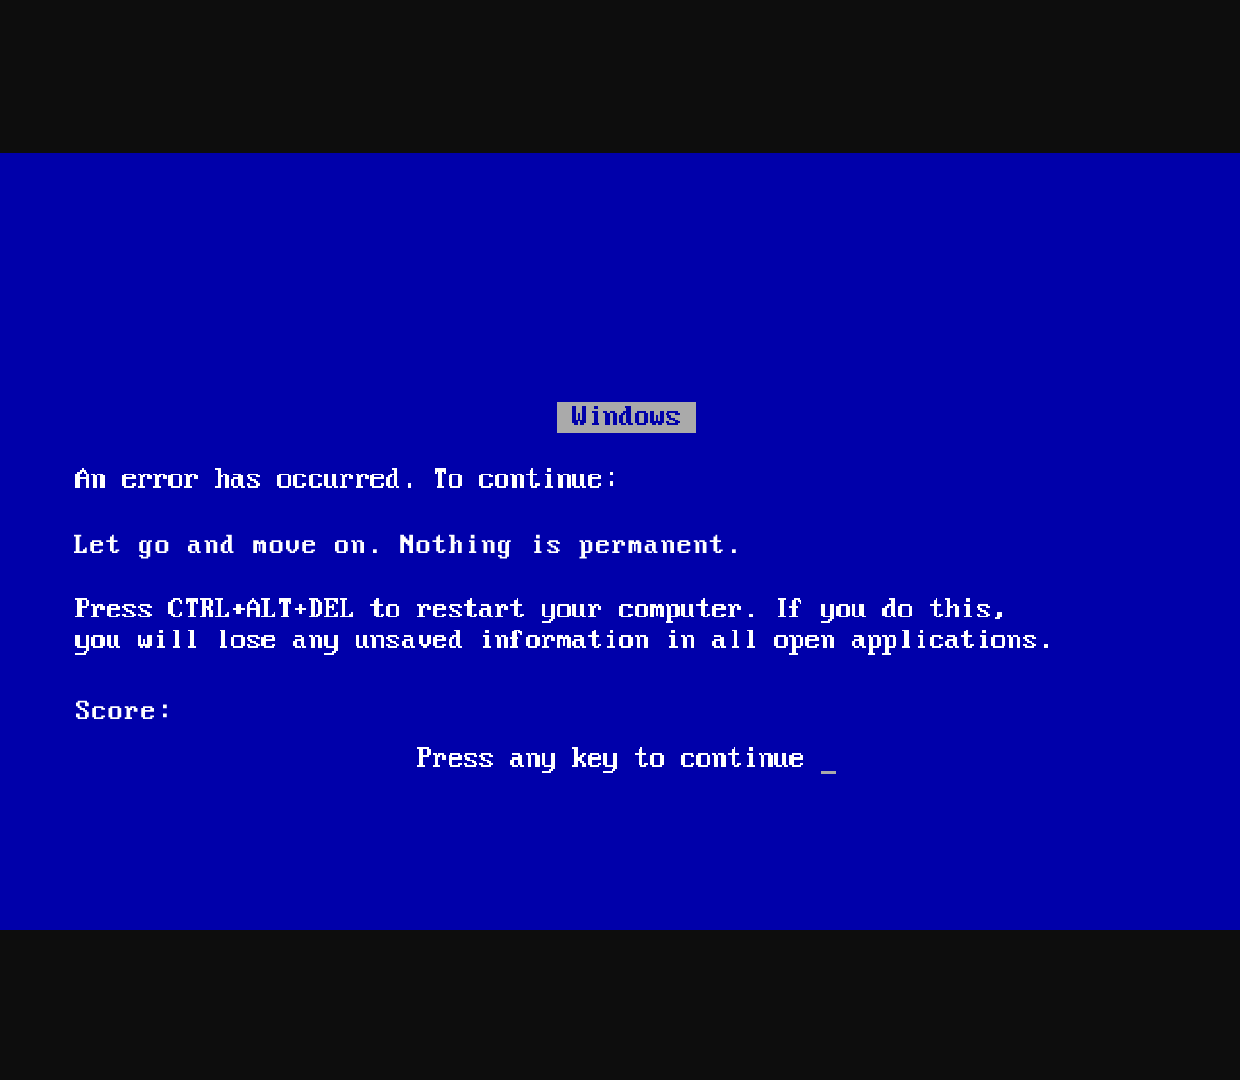 Windows
An error has occurred. To continue:
Let go and move on. Nothing is permanent.
Press CTRL+ALT+DEL to restart your computer. If you do this,
you will lose any unsaved information in all open applications.
Score:
Press any key to continue _